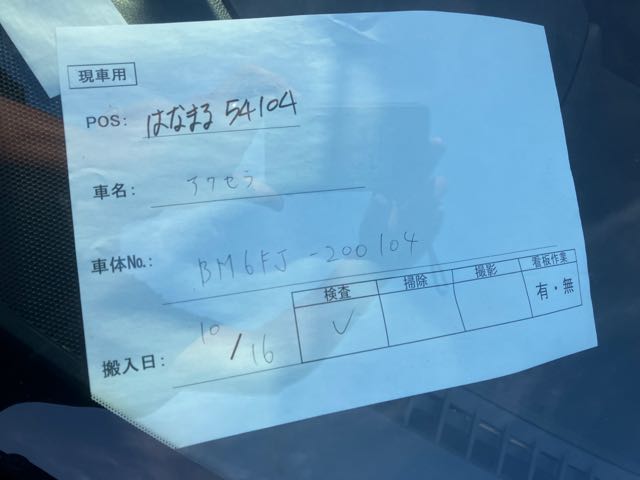 現車用
POS: はなまる 54104
車名: アクセラ
車体No.: BM6FJ-200104
検査 掃除 撮影 看板作業
✓ 有・無
搬入日: 10/16